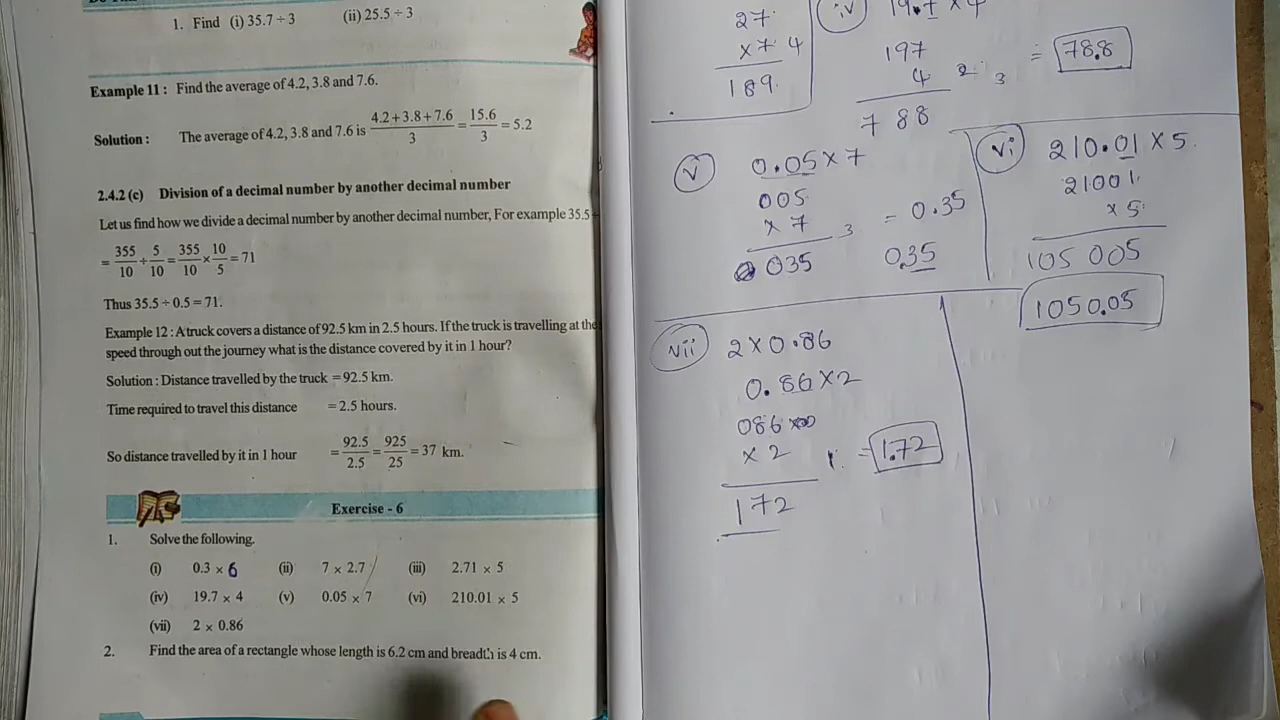 1. Find (i) 35.7 ÷ 3 (ii) 25.5 ÷ 3
Example 11 : Find the average of 4.2, 3.8 and 7.6.
Solution : The average of 4.2, 3.8 and 7.6 is (4.2 + 3.8 + 7.6)/3 = 15.6/3 = 5.2
2.4.2 (c) Division of a decimal number by another decimal number
Let us find how we divide a decimal number by another decimal number, For example 35.5 ÷
= 355/10 ÷ 5/10 = 355/10 × 10/5 = 71
Thus 35.5 ÷ 0.5 = 71.
Example 12 : A truck covers a distance of 92.5 km in 2.5 hours. If the truck is travelling at the
speed through out the journey what is the distance covered by it in 1 hour?
Solution : Distance travelled by the truck = 92.5 km.
Time required to travel this distance = 2.5 hours.
So distance travelled by it in 1 hour = 92.5/2.5 = 925/25 = 37 km.
Exercise - 6
1. Solve the following.
(i) 0.3 × 6 (ii) 7 × 2.7 (iii) 2.71 × 5
(iv) 19.7 × 4 (v) 0.05 × 7 (vi) 210.01 × 5
(vii) 2 × 0.86
2. Find the area of a rectangle whose length is 6.2 cm and breadth is 4 cm.
27
×7 4
189
iv 19.7 × 4
197
4 2 3
788
= 78.8
v 0.05 × 7
005
× 7 3
035
= 0.35
0.35
vi 210.01 × 5
21001
× 5
105005
1050.05
vii 2 × 0.86
0.86 × 2
086
× 2
172
= 1.72